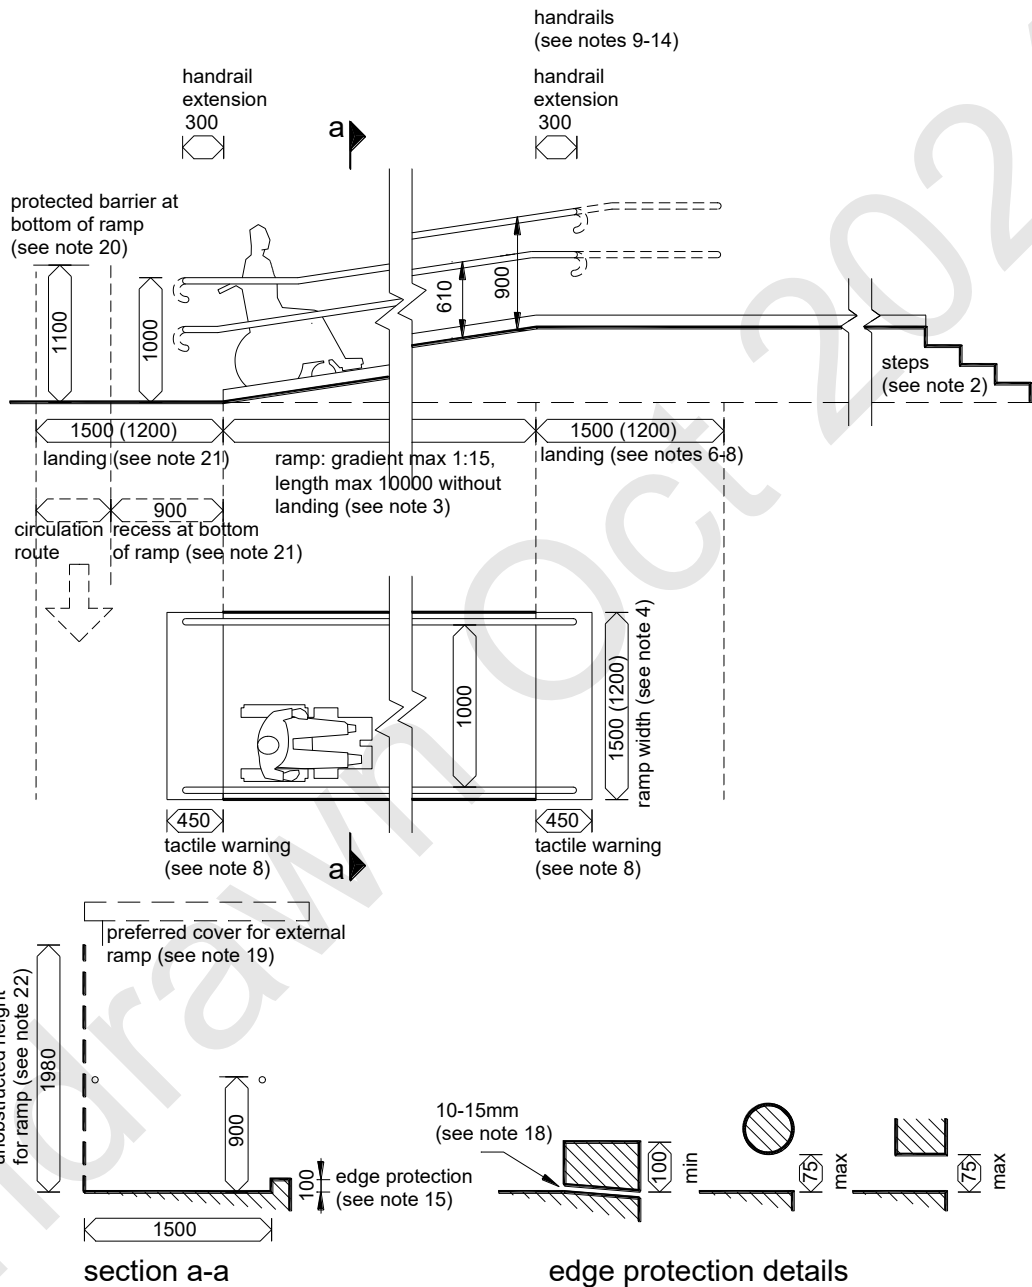 handrails
(see notes 9-14)
handrail
extension
300
handrail
extension
300
a
protected barrier at
bottom of ramp
(see note 20)
1100
1000
610
900
steps
(see note 2)
1500 (1200)
landing (see note 21)
ramp: gradient max 1:15,
length max 10000 without
landing (see note 3)
1500 (1200)
landing (see notes 6-8)
circulation
route
900
recess at bottom
of ramp (see note 21)
1000
1500 (1200)
ramp width (see note 4)
450
tactile warning
(see note 8)
a
450
tactile warning
(see note 8)
preferred cover for external
ramp (see note 19)
unobstructed height
for ramp (see note 22)
1980
900
100
edge protection
(see note 15)
1500
section a-a
10-15mm
(see note 18)
100
min
75
max
75
max
edge protection details
ndrawn Oct 202